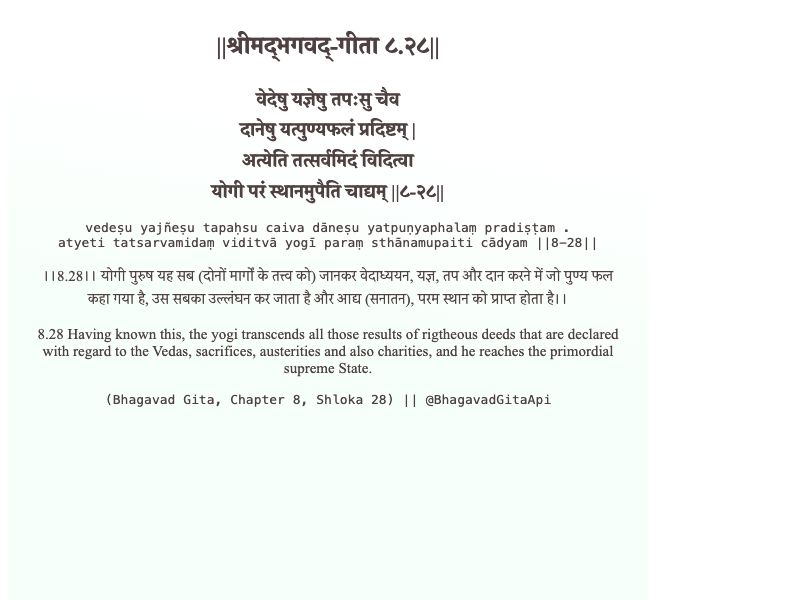 ||श्रीमद्‍भगवद्‍-गीता ८.२८||
वेदेषु यज्ञेषु तपःसु चैव
दानेषु यत्पुण्यफलं प्रदिष्टम् |
अत्येति तत्सर्वमिदं विदित्वा
योगी परं स्थानमुपैति चाद्यम् ||८-२८||
vedeṣu yajñeṣu tapaḥsu caiva dāneṣu yatpuṇyaphalaṃ pradiṣṭam .
atyeti tatsarvamidaṃ viditvā yogī paraṃ sthānamupaiti cādyam ||8-28||
।।8.28।। योगी पुरुष यह सब (दोनों मार्गों के तत्त्व को) जानकर वेदाध्ययन, यज्ञ, तप और दान करने में जो पुण्य फल
कहा गया है, उस सबका उल्लंघन कर जाता है और आद्य (सनातन), परम स्थान को प्राप्त होता है।।
8.28 Having known this, the yogi transcends all those results of rigtheous deeds that are declared
with regard to the Vedas, sacrifices, austerities and also charities, and he reaches the primordial
supreme State.
(Bhagavad Gita, Chapter 8, Shloka 28) || @BhagavadGitaApi